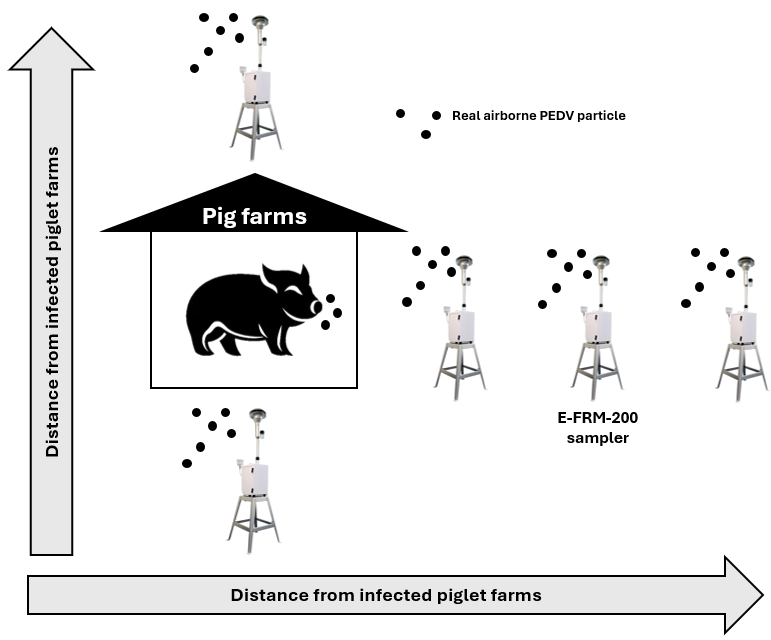 Real airborne PEDV particle
Pig farms
Distance from infected piglet farms
E-FRM-200
sampler
Distance from infected piglet farms